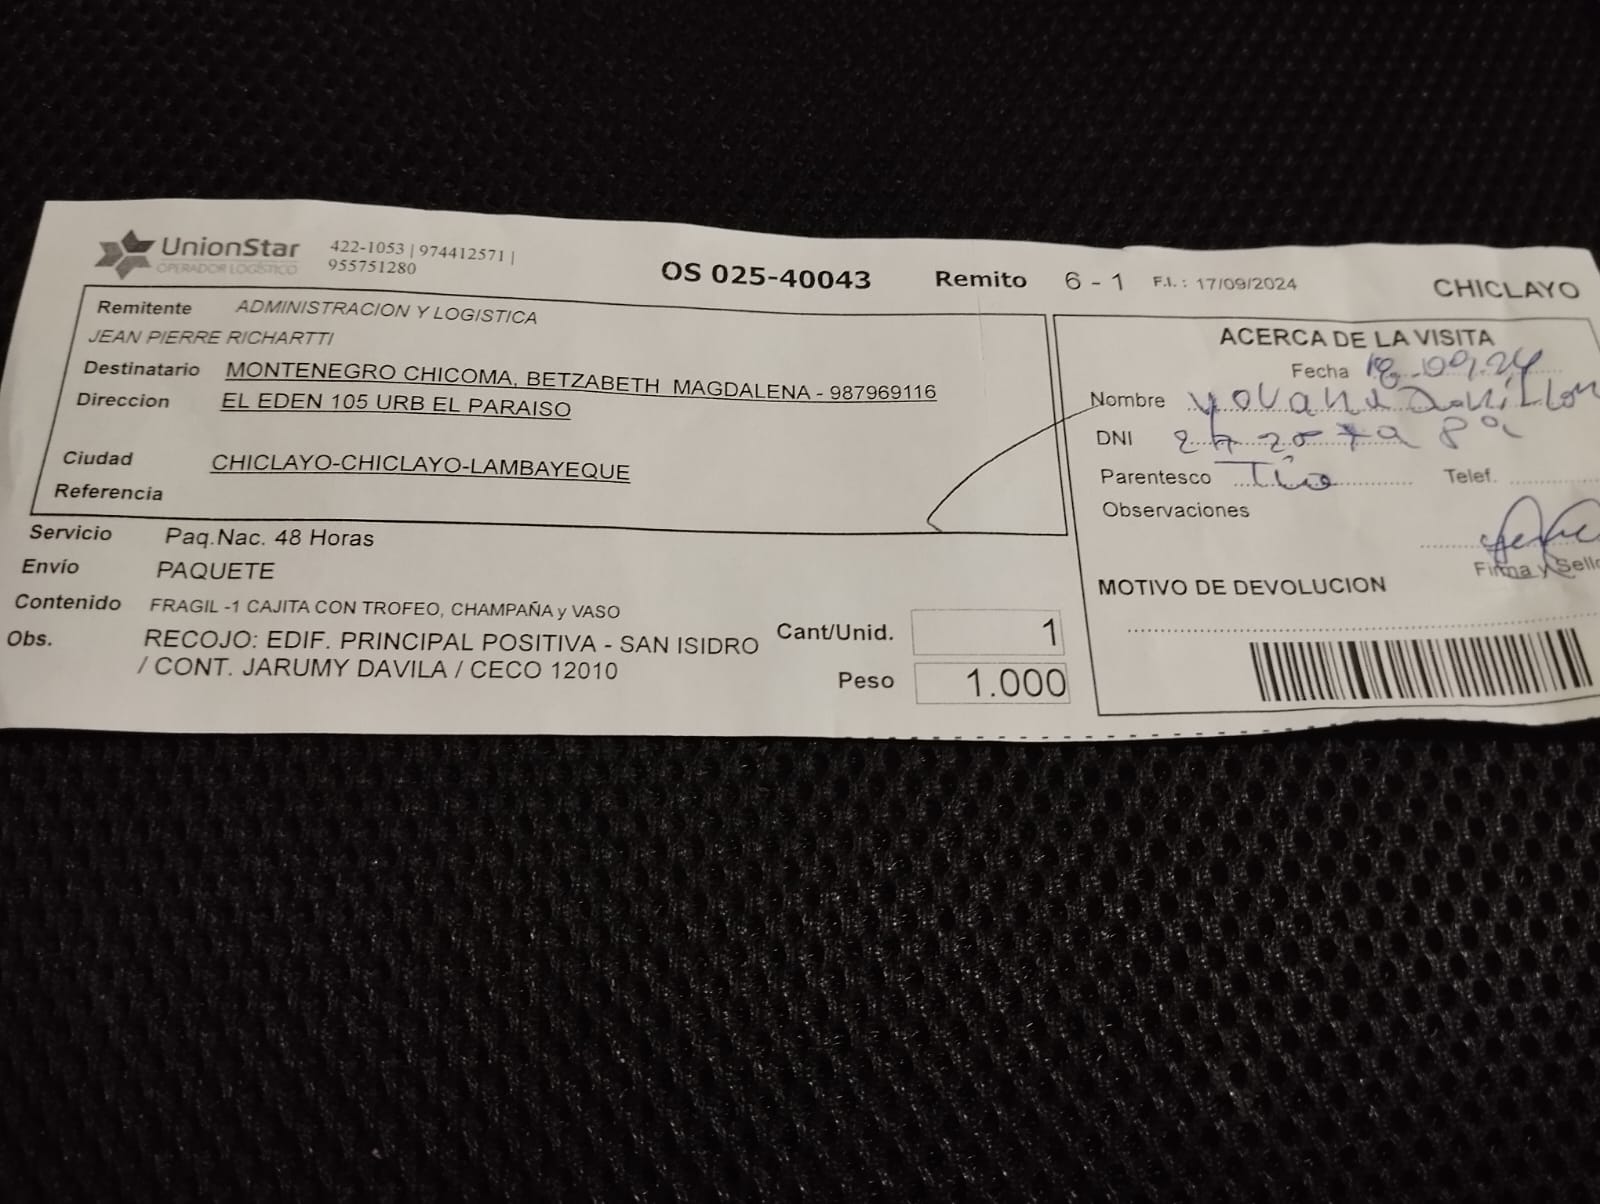 UnionStar
OPERADOR LOGÍSTICO
422-1053 | 974412571 |
955751280
OS 025-40043 Remito 6 - 1 F.I.: 17/09/2024 CHICLAYO
Remitente ADMINISTRACION Y LOGISTICA
JEAN PIERRE RICHARTTI
Destinatario MONTENEGRO CHICOMA, BETZABETH MAGDALENA - 987969116
Direccion EL EDEN 105 URB EL PARAISO
Ciudad CHICLAYO-CHICLAYO-LAMBAYEQUE
Referencia
Servicio Paq.Nac. 48 Horas
Envío PAQUETE
Contenido FRAGIL -1 CAJITA CON TROFEO, CHAMPAÑA y VASO
Obs. RECOJO: EDIF. PRINCIPAL POSITIVA - SAN ISIDRO
/ CONT. JARUMY DAVILA / CECO 12010
Cant/Unid. 1
Peso 1.000
ACERCA DE LA VISITA
Fecha 18-09-24
Nombre
DNI
Parentesco Telef.
Observaciones
Firma y Sello
MOTIVO DE DEVOLUCION